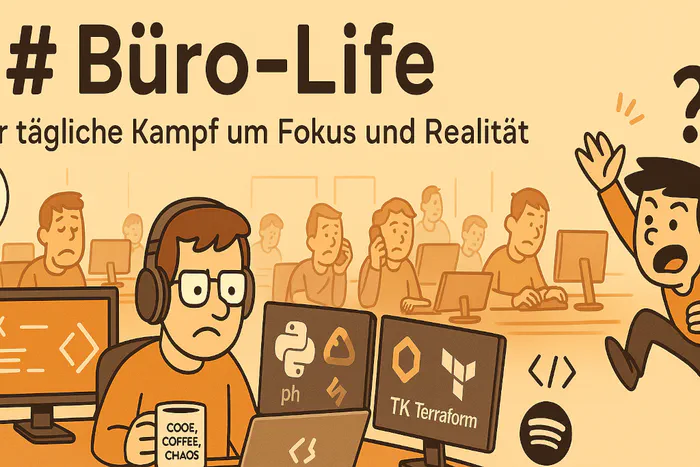 # Büro-Life
r tägliche Kampf um Fokus und Realität
?
ph
TK Terraform
</>
COOE,
COFFEE,
CHAOS